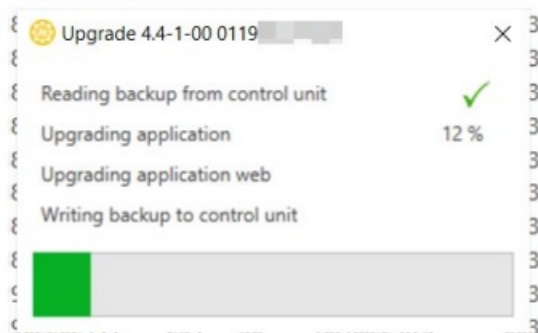 Upgrade 4.4-1-00 0119
Reading backup from control unit
Upgrading application 12 %
Upgrading application web
Writing backup to control unit